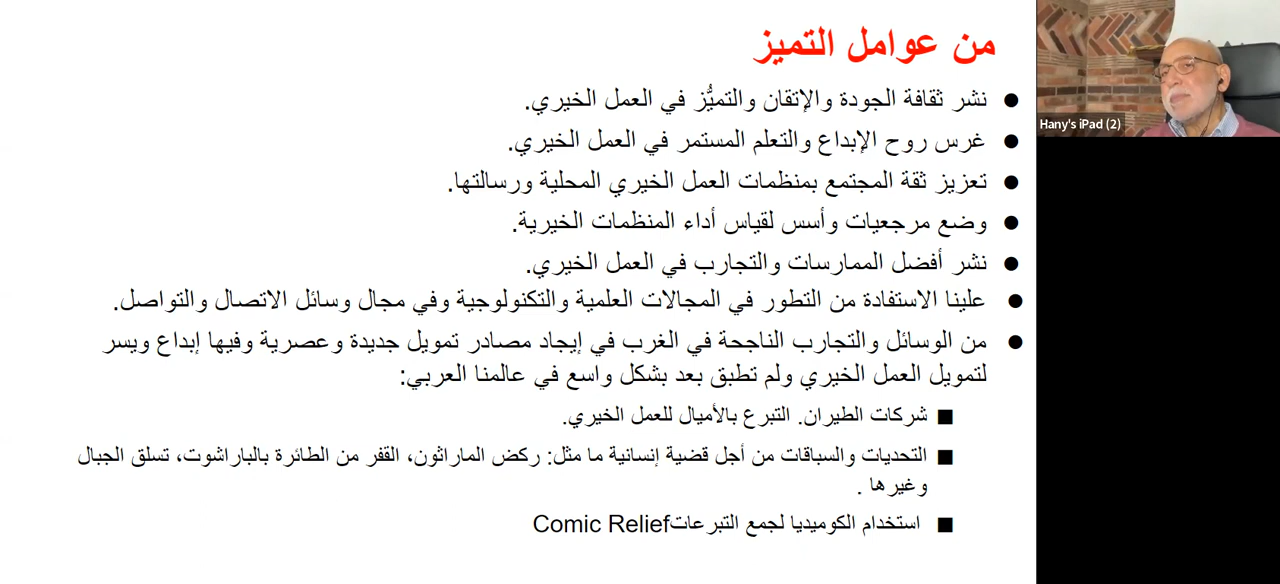 من عوامل التميز
● نشر ثقافة الجودة والإتقان والتميُّز في العمل الخيري.
● غرس روح الإبداع والتعلم المستمر في العمل الخيري.
● تعزيز ثقة المجتمع بمنظمات العمل الخيري المحلية ورسالتها.
● وضع مرجعيات وأسس لقياس أداء المنظمات الخيرية.
● نشر أفضل الممارسات والتجارب في العمل الخيري.
● علينا الاستفادة من التطور في المجالات العلمية والتكنولوجية وفي مجال وسائل الاتصال والتواصل.
● من الوسائل والتجارب الناجحة في الغرب في إيجاد مصادر تمويل جديدة وعصرية وفيها إبداع ويسر
لتمويل العمل الخيري ولم تطبق بعد بشكل واسع في عالمنا العربي:
■ شركات الطيران. التبرع بالأميال للعمل الخيري.
■ التحديات والسباقات من أجل قضية إنسانية ما مثل: ركض الماراثون، القفر من الطائرة بالباراشوت، تسلق الجبال
وغيرها .
■ استخدام الكوميديا لجمع التبرعاتComic Relief
Hany's iPad (2)